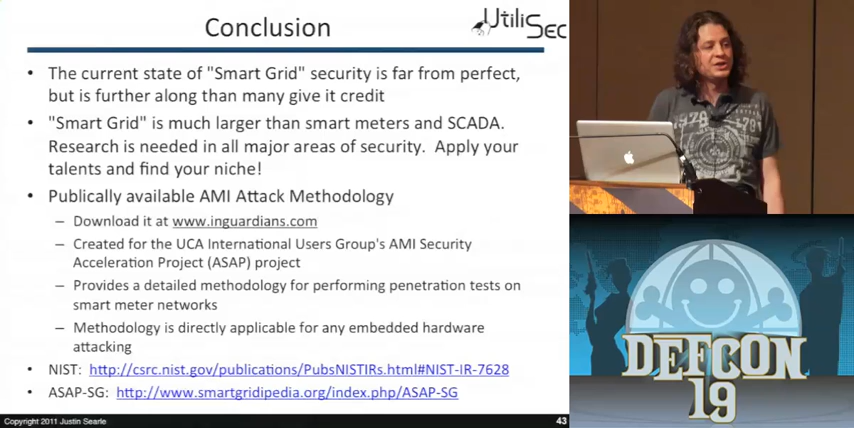 Conclusion
UtiliSec
• The current state of "Smart Grid" security is far from perfect,
but is further along than many give it credit
• "Smart Grid" is much larger than smart meters and SCADA.
Research is needed in all major areas of security. Apply your
talents and find your niche!
• Publically available AMI Attack Methodology
– Download it at www.inguardians.com
– Created for the UCA International Users Group's AMI Security
Acceleration Project (ASAP) project
– Provides a detailed methodology for performing penetration tests on
smart meter networks
– Methodology is directly applicable for any embedded hardware
attacking
• NIST: http://csrc.nist.gov/publications/PubsNISTIRs.html#NIST-IR-7628
• ASAP-SG: http://www.smartgridipedia.org/index.php/ASAP-SG
Copyright 2011 Justin Searle
43
DEFCON
19